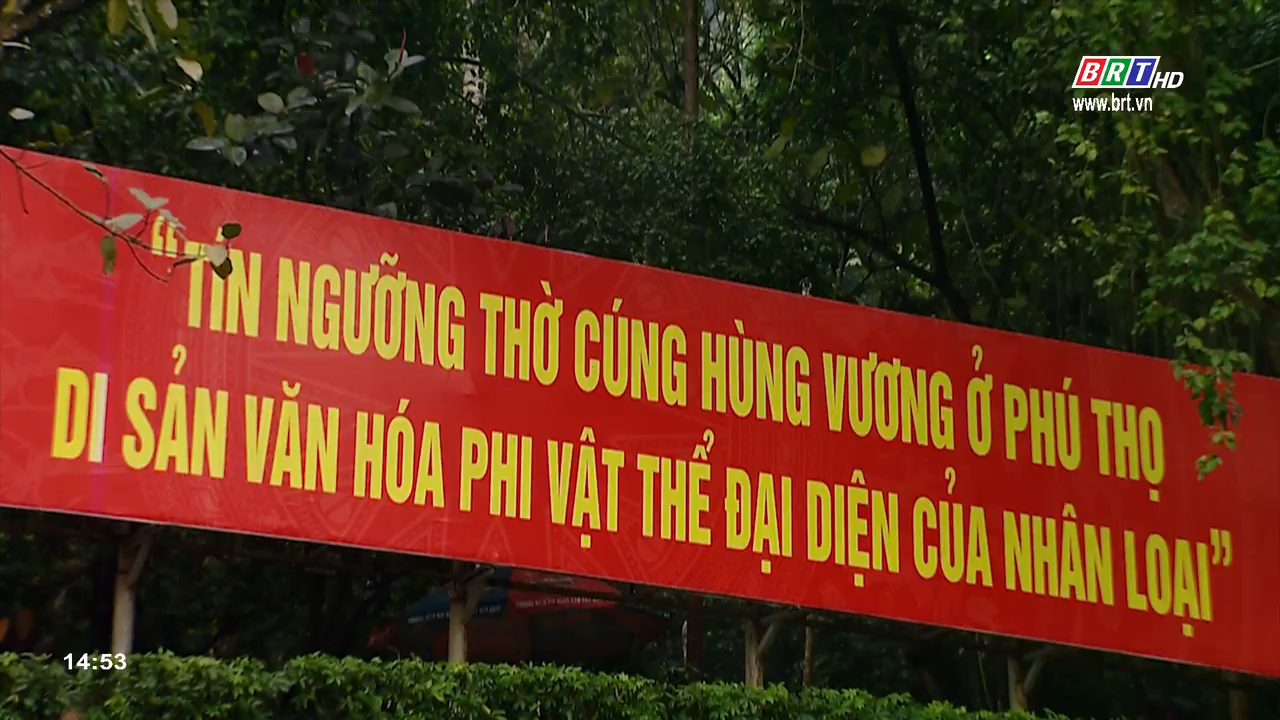 BRT HD
www.brt.vn
“TÍN NGƯỠNG THỜ CÚNG HÙNG VƯƠNG Ở PHÚ THỌ
DI SẢN VĂN HÓA PHI VẬT THỂ ĐẠI DIỆN CỦA NHÂN LOẠI”
14:53